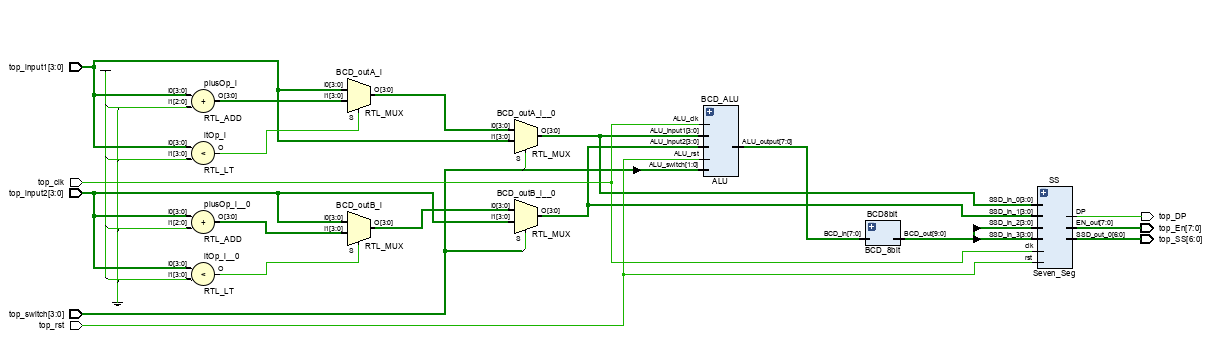 top_input1[3:0]
plusOp_i
I0[3:0]
I1[2:0]
+
O[3:0]
RTL_ADD
ltOp_i
I0[3:0]
I1[3:0]
<
O
RTL_LT
BCD_outA_i
I0[3:0]
I1[3:0]
O[3:0]
S
RTL_MUX
BCD_outA_i__0
I0[3:0]
I1[3:0]
O[3:0]
S
RTL_MUX
BCD_ALU
ALU_clk
ALU_input1[3:0]
ALU_input2[3:0]
ALU_rst
ALU_switch[1:0]
ALU_output[7:0]
ALU
top_clk
top_input2[3:0]
plusOp_i__0
I0[3:0]
I1[2:0]
+
O[3:0]
RTL_ADD
ltOp_i__0
I0[3:0]
I1[3:0]
<
O
RTL_LT
BCD_outB_i
I0[3:0]
I1[3:0]
O[3:0]
S
RTL_MUX
BCD_outB_i__0
I0[3:0]
I1[3:0]
O[3:0]
S
RTL_MUX
BCD8bit
BCD_in[7:0]
BCD_out[9:0]
BCD_8bit
SS
SSD_in_0[3:0]
SSD_in_1[3:0]
SSD_in_2[3:0]
SSD_in_3[3:0]
clk
rst
DP
EN_out[7:0]
SSD_out_0[6:0]
Seven_Seg
top_DP
top_En[7:0]
top_SS[6:0]
top_switch[3:0]
top_rst